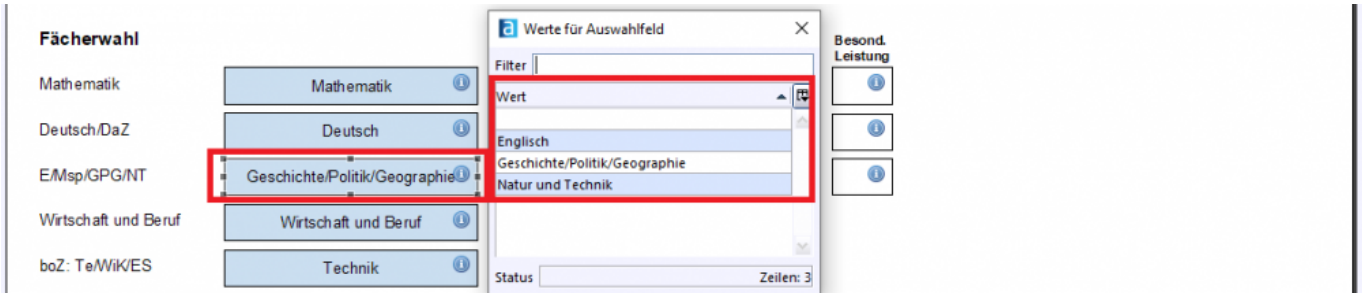 Fächerwahl
Werte für Auswahlfeld
Besond.
Leistung
Filter
Mathematik
Mathematik
Wert
Deutsch/DaZ
Deutsch
Englisch
E/Msp/GPG/NT
Geschichte/Politik/Geographie
Geschichte/Politik/Geographie
Natur und Technik
Wirtschaft und Beruf
Wirtschaft und Beruf
boZ: Te/WiK/ES
Technik
Status
Zeilen: 3